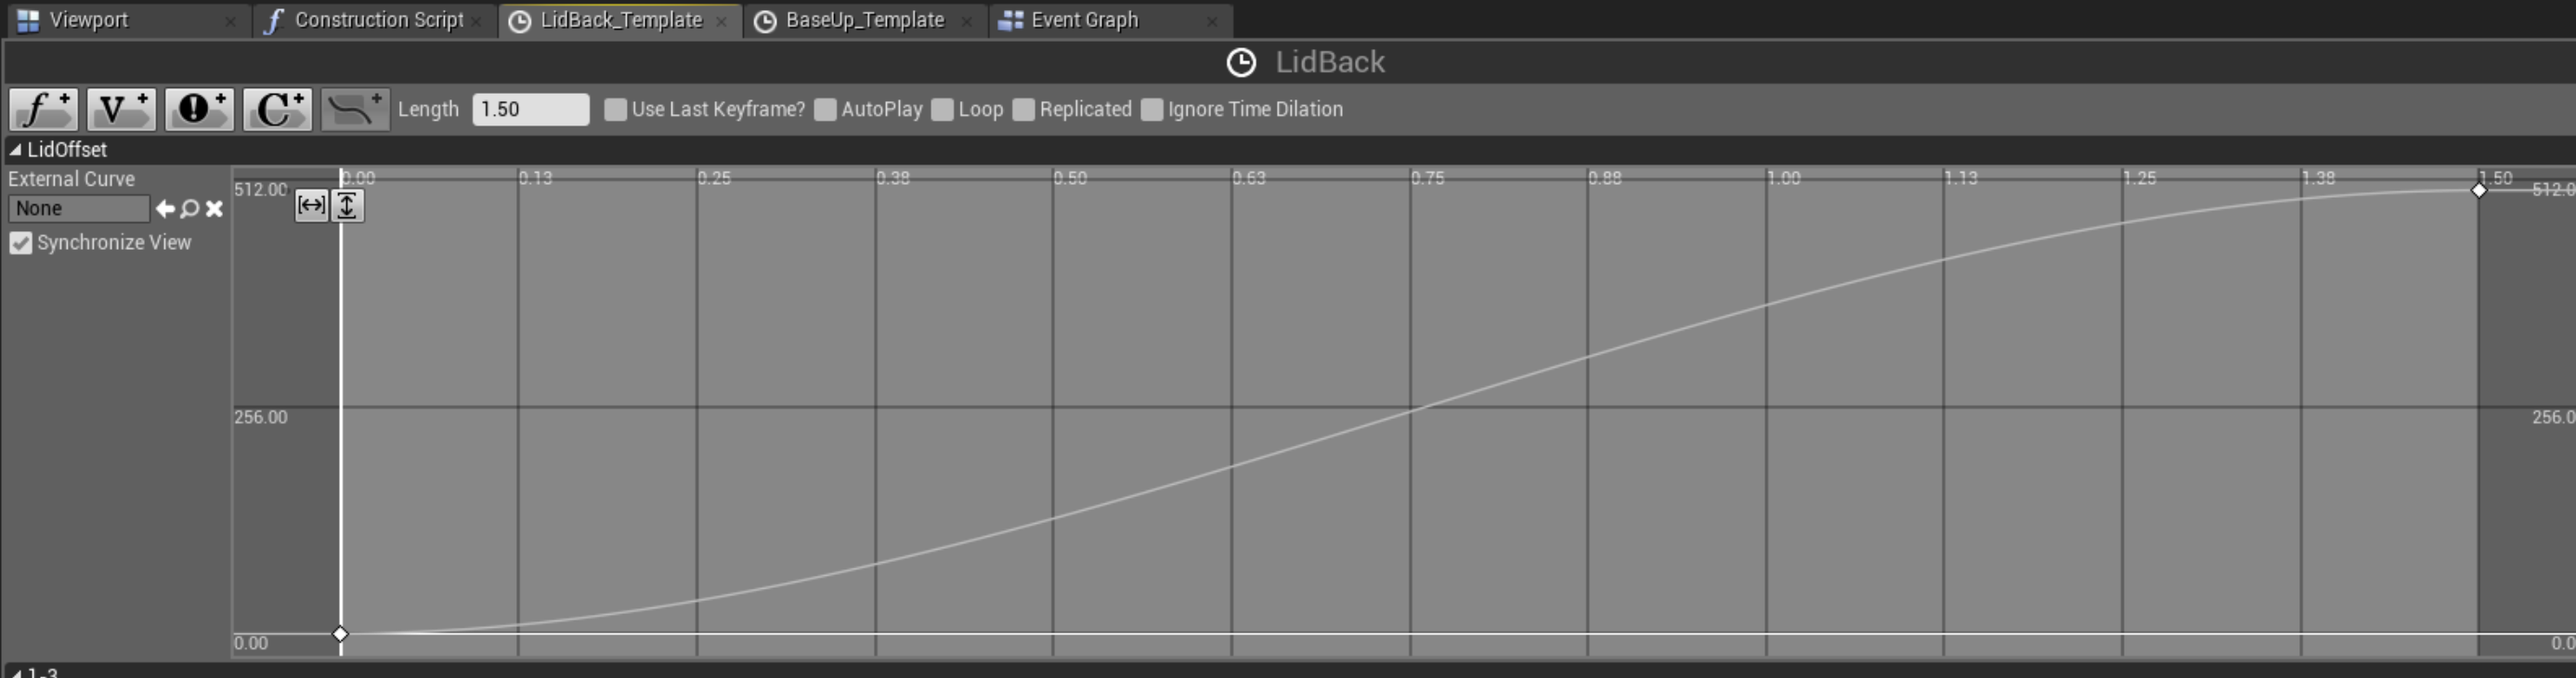 Viewport Construction Script LidBack_Template BaseUp_Template Event Graph
LidBack
Length 1.50 Use Last Keyframe? AutoPlay Loop Replicated Ignore Time Dilation
LidOffset
External Curve
None
Synchronize View
0.00 0.13 0.25 0.38 0.50 0.63 0.75 0.88 1.00 1.13 1.25 1.38 1.50
512.00 512.0
256.00 256.0
0.00 0.0
1-3